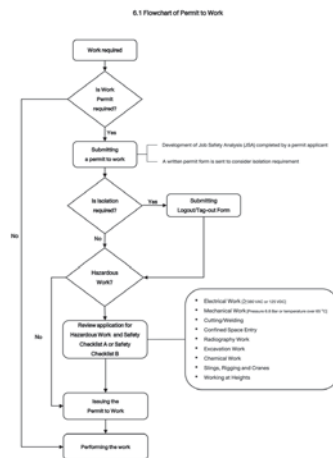 6.1 Flowchart of Permit to Work
Work required
Is Work
Permit
required?
Yes
Submitting
a permit to work
Development of Job Safety Analysis (JSA) completed by a permit applicant
A written permit form is sent to consider isolation requirement
Is Isolation
required?
Yes
Submitting
Logout/Tag-out Form
No
No
Hazardous
Work?
No
Review application for
Hazardous Work and Safety
Checklist A or Safety
Checklist B
Electrical Work
Mechanical Work
Cutting/Welding
Confined Space Entry
Radiography Work
Excavation Work
Chemical Work
Slings, Rigging and Cranes
Working at Heights
Issuing the
Permit to Work
Performing the work